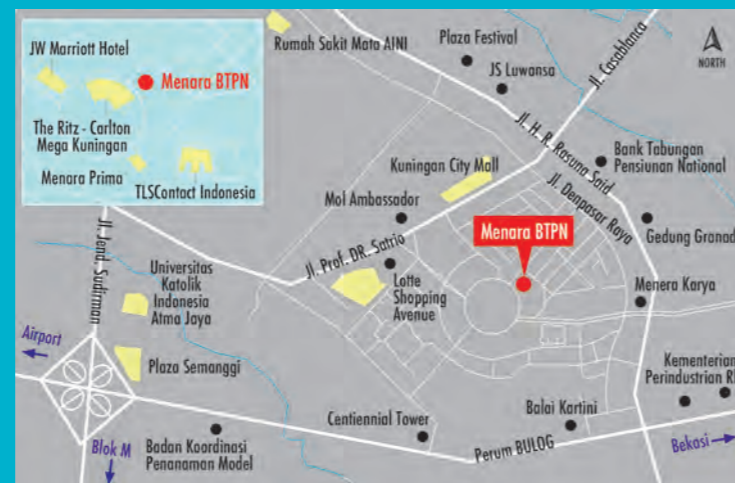 JW Marriott Hotel
Menara BTPN
The Ritz - Carlton
Mega Kuningan
Menara Prima
TLSContact Indonesia
Rumah Sakit Mata AINI
Plaza Festival
JS Luwansa
Jl. Casablanca
NORTH
Jl. H. R. Rasuna Said
Bank Tabungan
Pensiunan National
Jl. Denpasar Raya
Kuningan City Mall
Mol Ambassador
Menara BTPN
Gedung Granad
Jl. Prof. DR. Satrio
Jl. Jend. Sudirman
Universitas
Katolik
Indonesia
Atma Jaya
Lotte
Shopping
Avenue
Menera Karya
Airport
Plaza Semanggi
Kementerian
Perindustrian RI
Centiennial Tower
Balai Kartini
Blok M
Badan Koordinasi
Penanaman Model
Perum BULOG
Bekasi